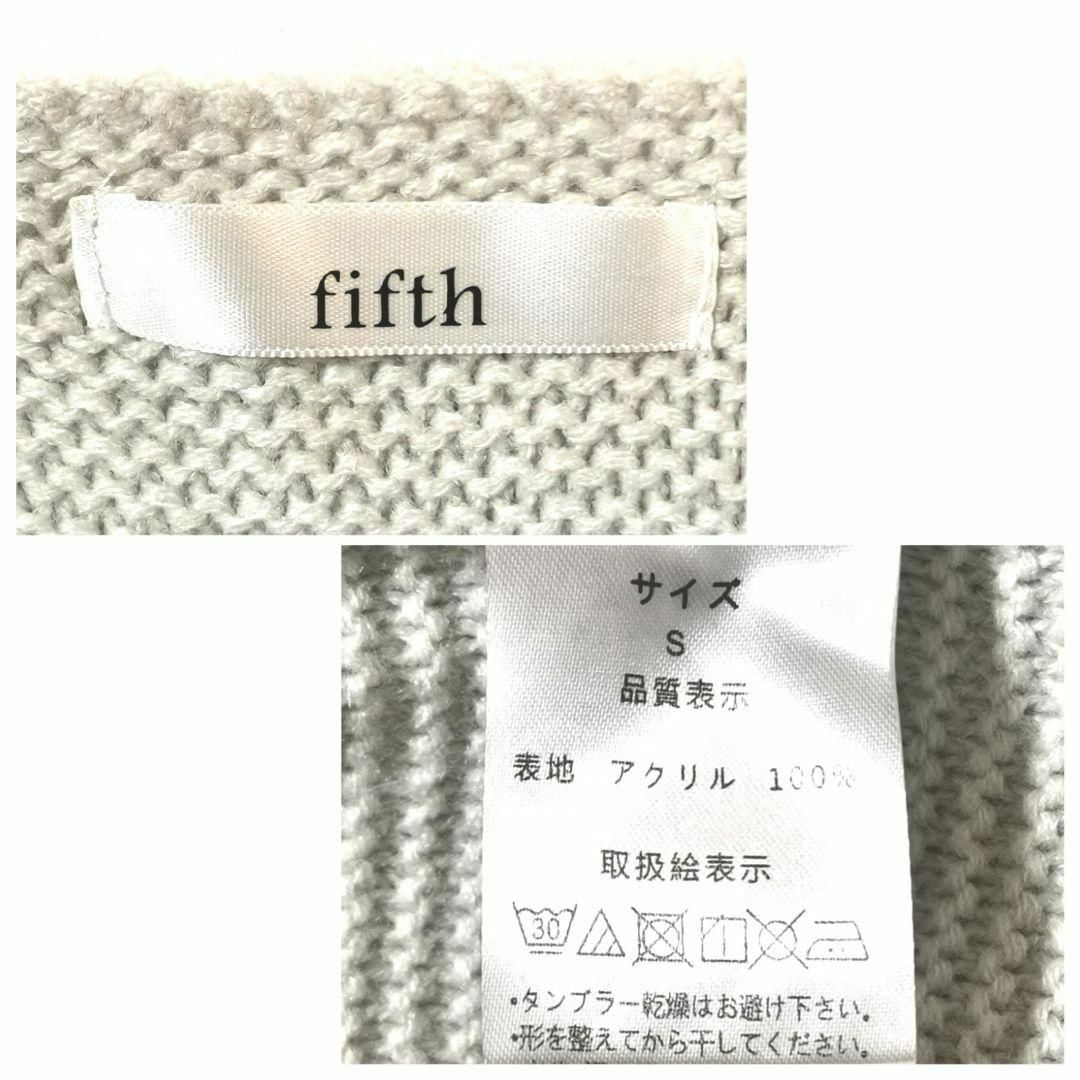 fifth
サイズ
S
品質表示
表地 アクリル 100%
取扱絵表示
30
・タンブラー乾燥はお避け下さい。
・形を整えてから干してください。